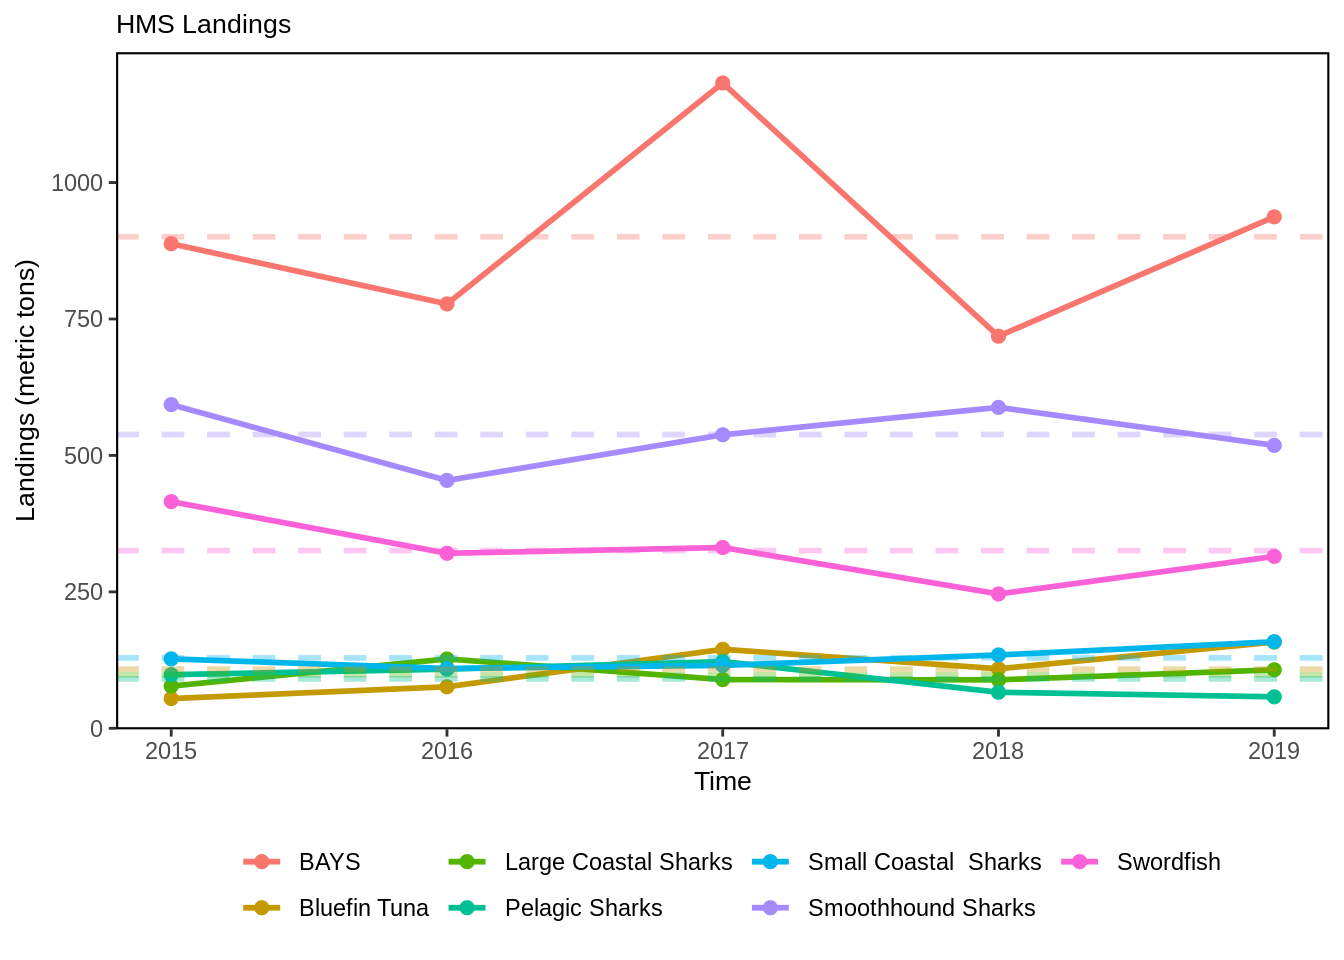 HMS Landings
Landings (metric tons)
1000
750
500
250
0
2015 2016 2017 2018 2019
Time
BAYS Large Coastal Sharks Small Coastal  Sharks Swordfish
Bluefin Tuna Pelagic Sharks Smoothhound Sharks